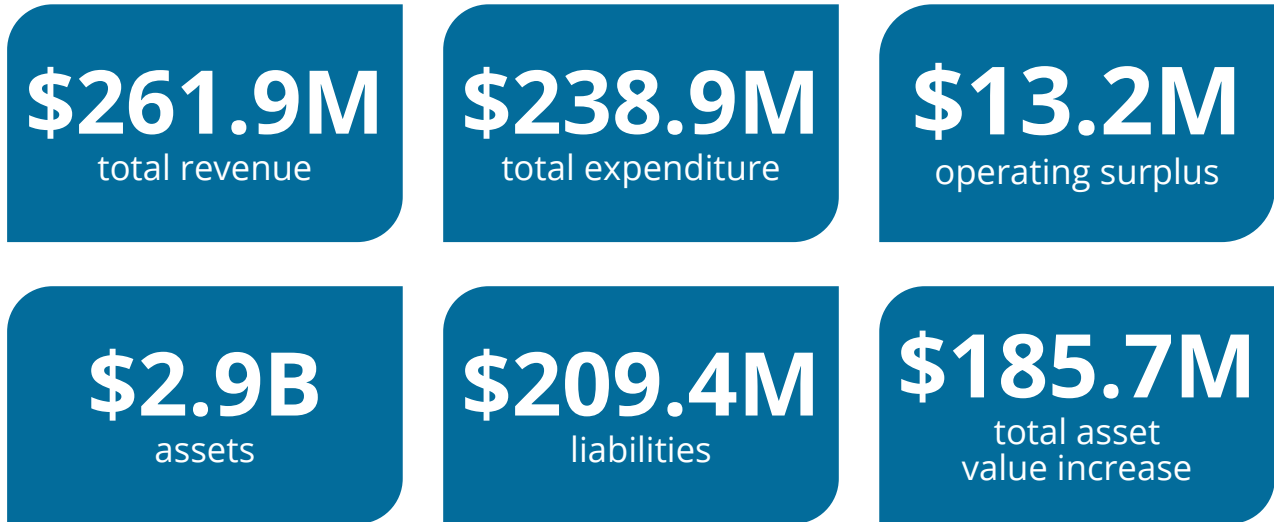 $261.9M
total revenue
$238.9M
total expenditure
$13.2M
operating surplus
$2.9B
assets
$209.4M
liabilities
$185.7M
total asset
value increase